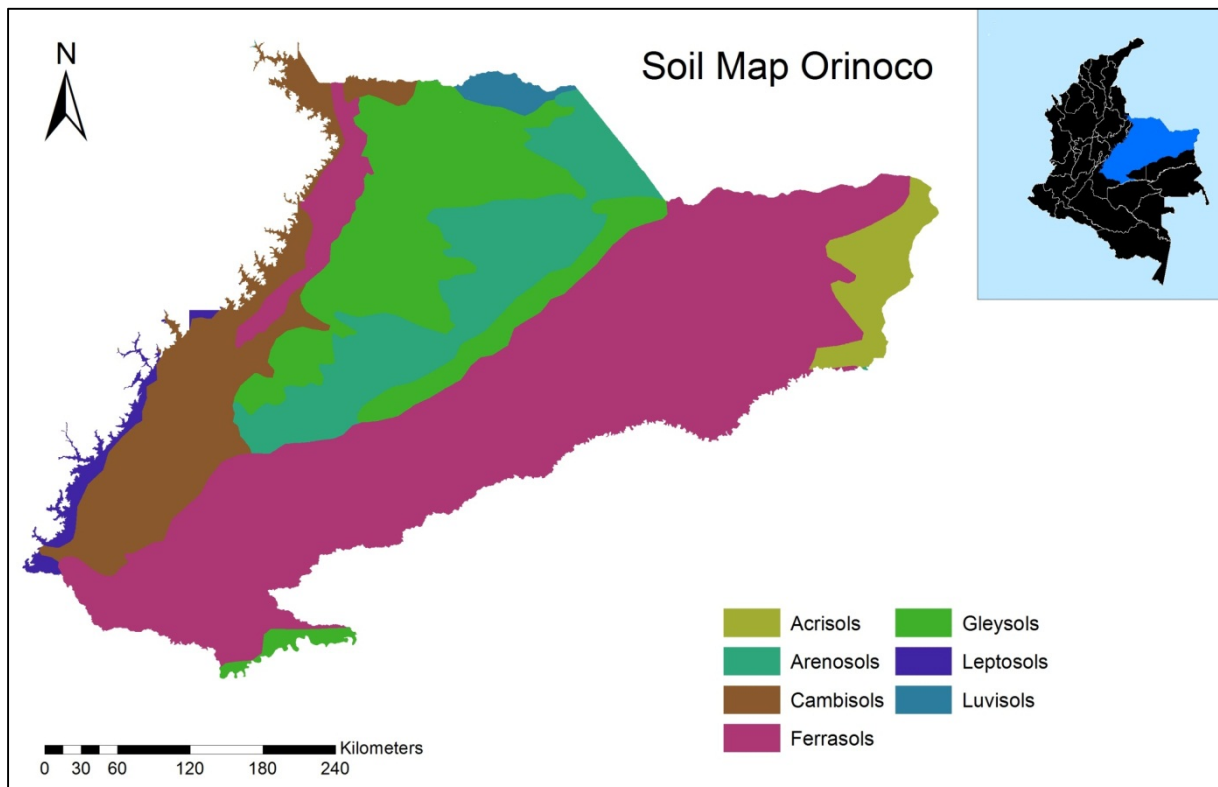 N
Soil Map Orinoco
Acrisols
Arenosols
Cambisols
Ferrasols
Gleysols
Leptosols
Luvisols
Kilometers
0 30 60 120 180 240